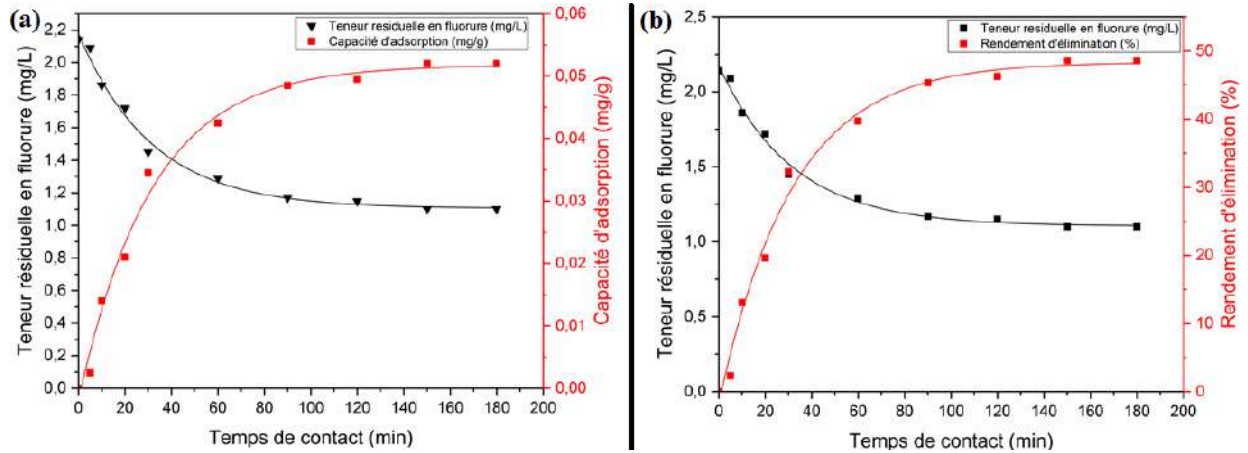 (a)
Teneur residuelle en fluorure (mg/L)
Capacité d'adsorption (mg/g)
Teneur résiduelle en fluorure (mg/L)
2,2
2,0
1,8
1,6
1,4
1,2
1,0
0,8
0,6
0,4
0,2
0,0
0,06
0,05
0,04
0,03
0,02
0,01
0,00
Capacité d'adsorption (mg/g)
0 20 40 60 80 100 120 140 160 180 200
Temps de contact (min)
(b)
Teneur residuelle en fluorure (mg/L)
Rendement d'élimination (%)
Teneur résiduelle en fluorure (mg/L)
2,5
2,0
1,5
1,0
0,5
0,0
50
40
30
20
10
0
Rendement d'élimination (%)
0 20 40 60 80 100 120 140 160 180 200
Temps de contact (min)